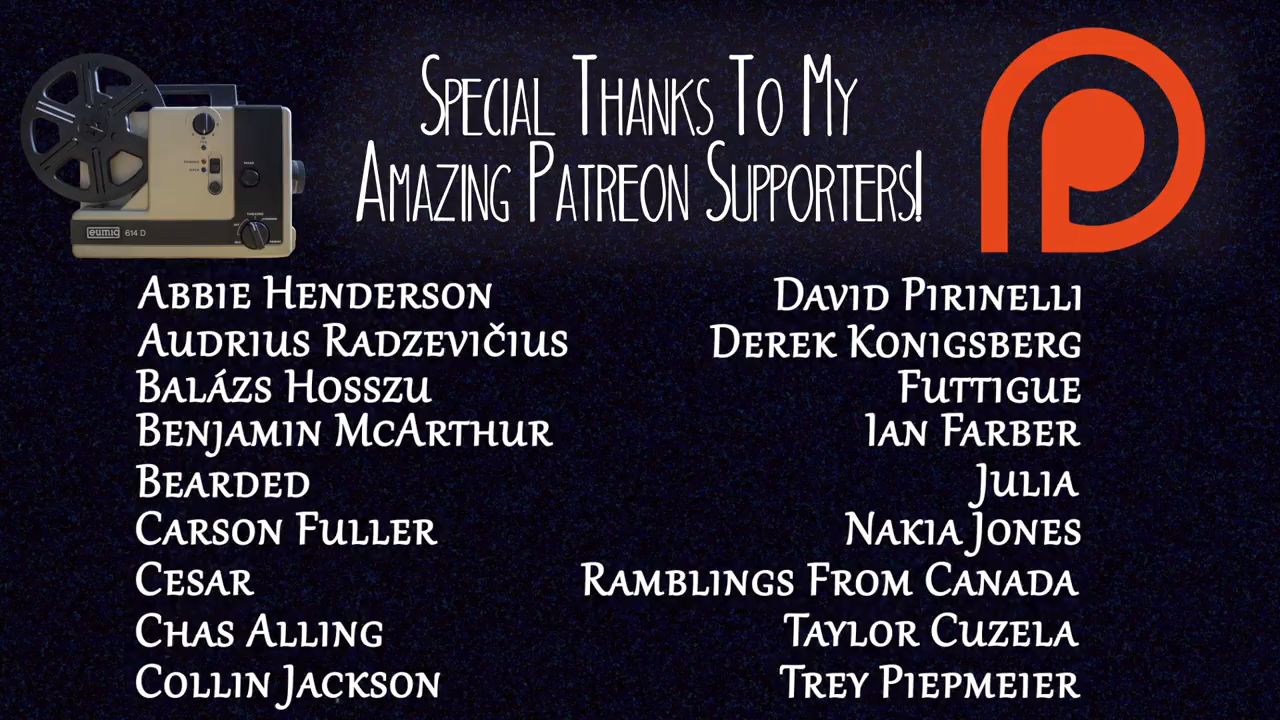 Special Thanks To My
Amazing Patreon Supporters!
eumig 614 D
Abbie Henderson
Audrius Radzevičius
Balázs Hosszu
Benjamin McArthur
Bearded
Carson Fuller
Cesar
Chas Alling
Collin Jackson
David Pirinelli
Derek Konigsberg
Futtigue
Ian Farber
Julia
Nakia Jones
Ramblings From Canada
Taylor Cuzela
Trey Piepmeier